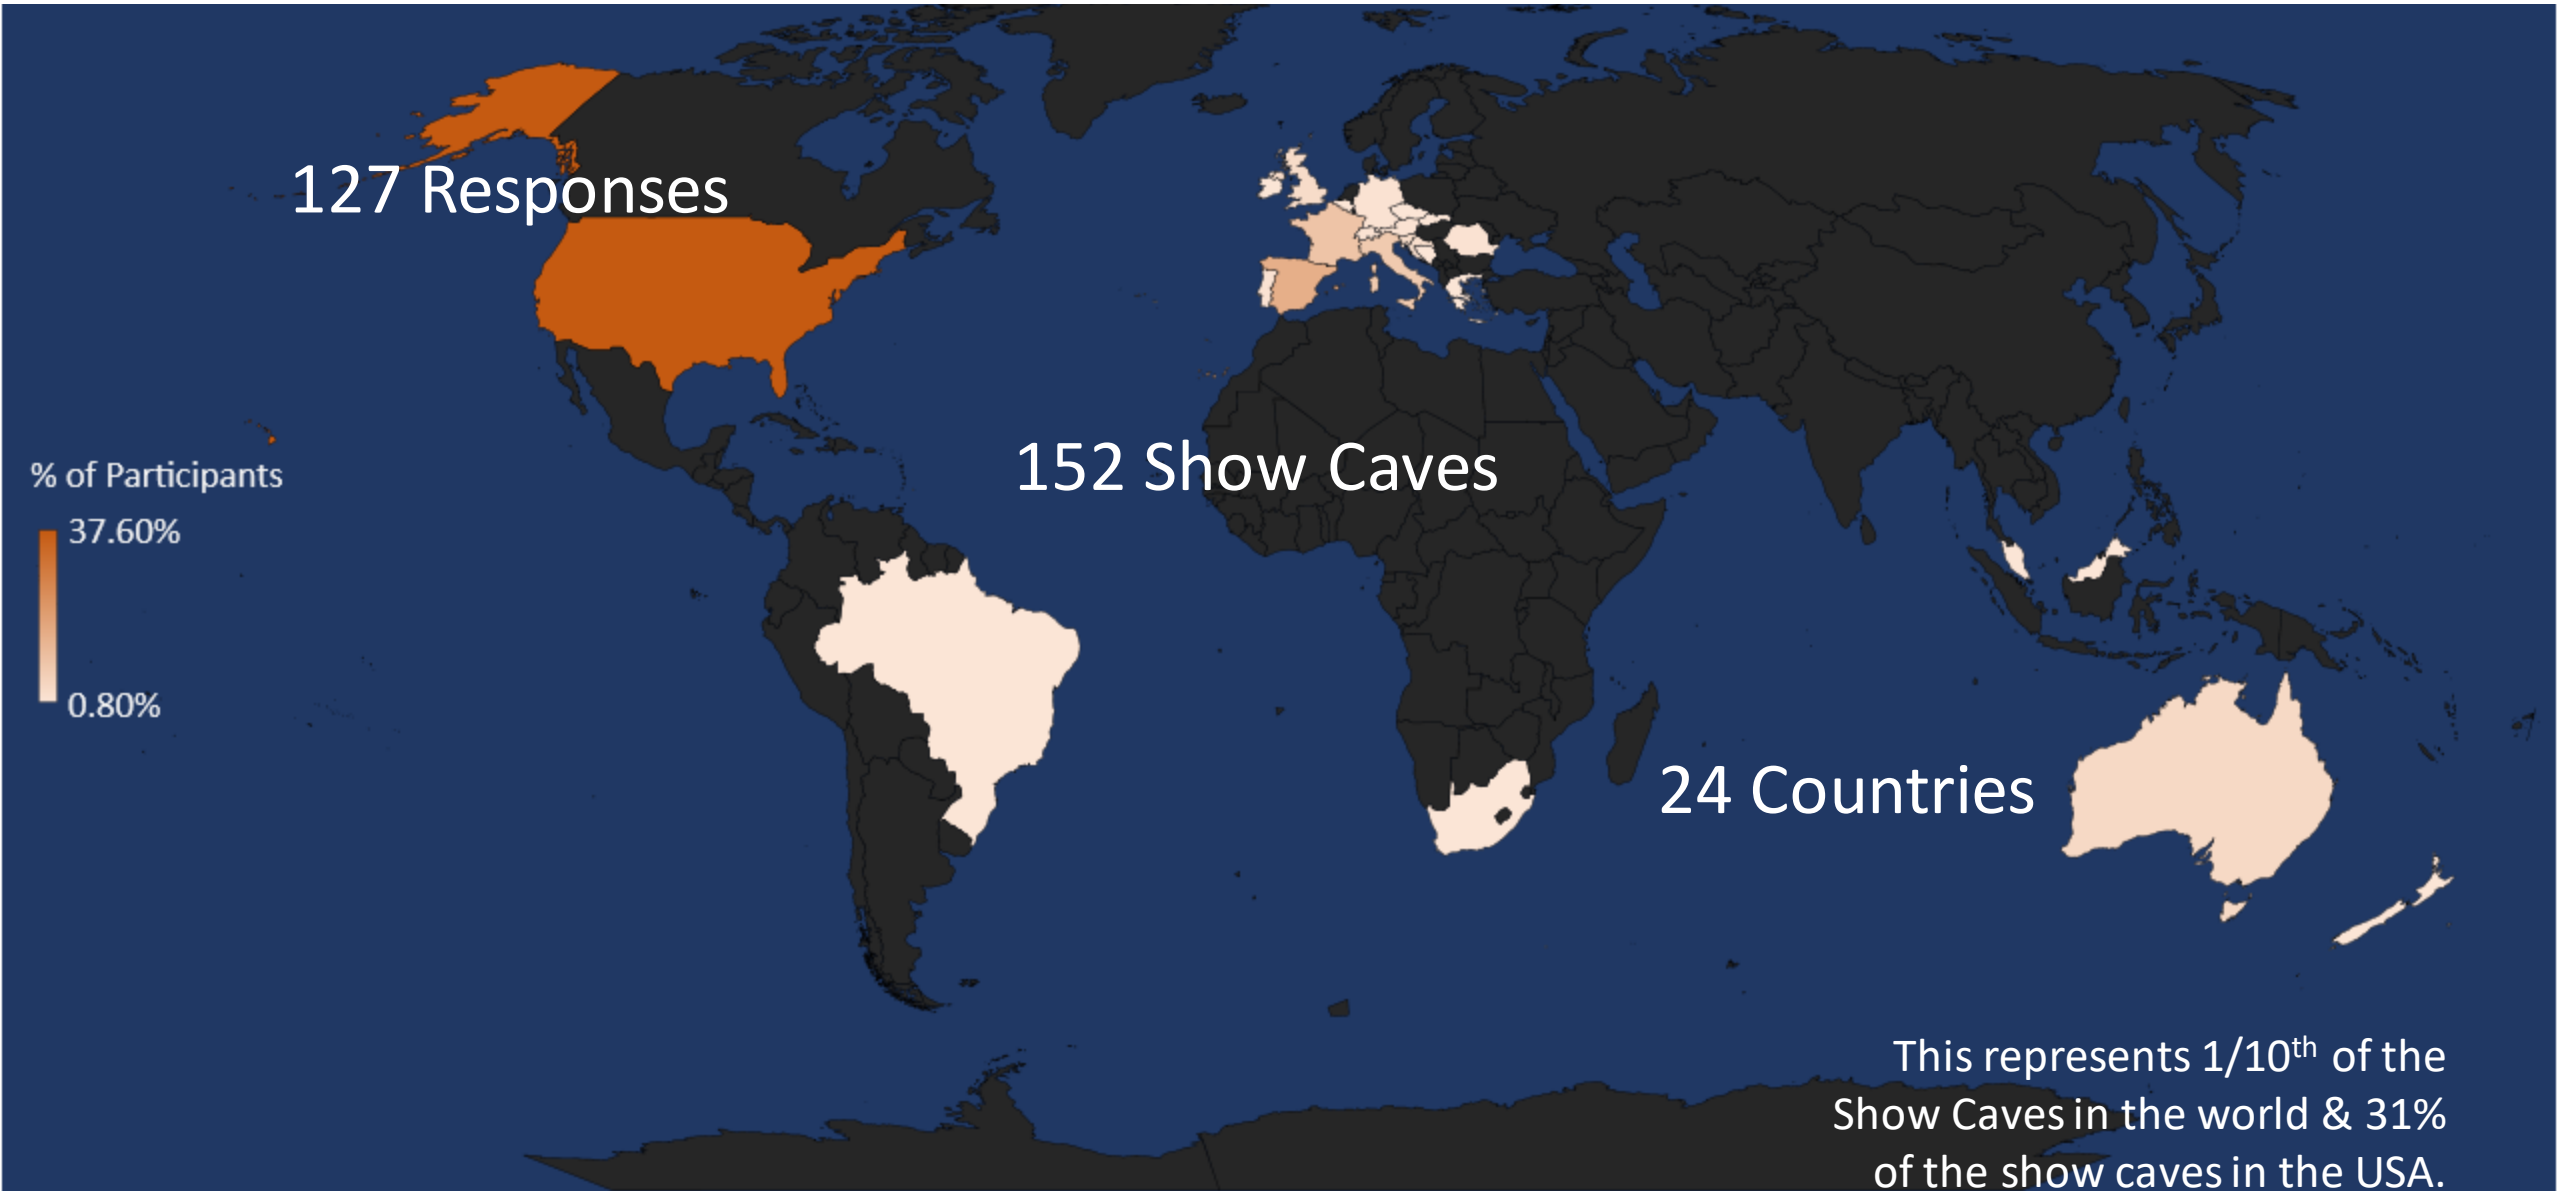 127 Responses
152 Show Caves
% of Participants
37.60%
0.80%
24 Countries
This represents 1/10th of the
Show Caves in the world & 31%
of the show caves in the USA.